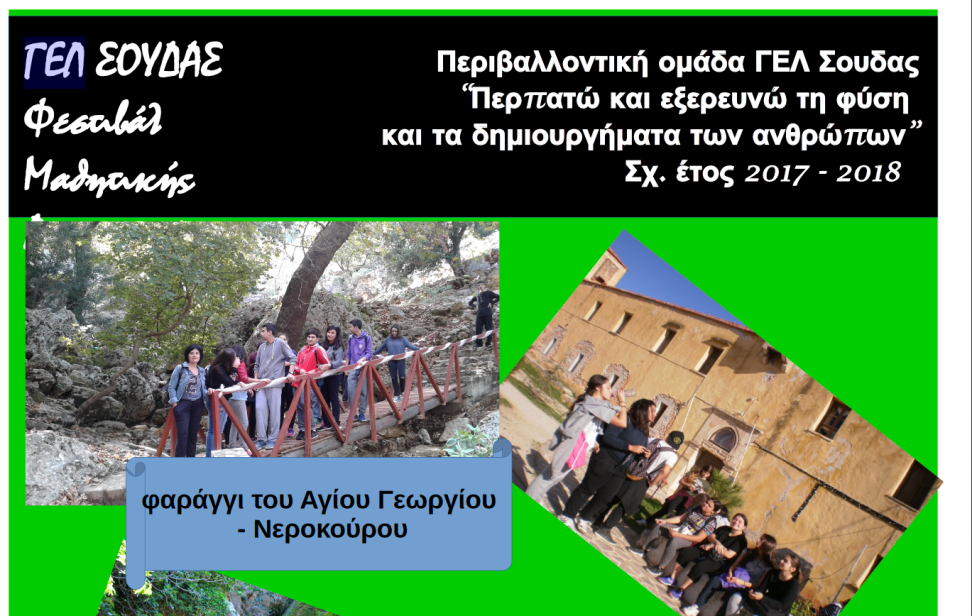 ΓΕΛ ΣΟΥΔΑΣ
Φεστιβάλ
Μαθητικής
Περιβαλλοντική ομάδα ΓΕΛ Σουδας
“Περπατώ και εξερευνώ τη φύση
και τα δημιουργήματα των ανθρώπων”
Σχ. έτος 2017 - 2018
φαράγγι του Αγίου Γεωργίου
- Νεροκούρου